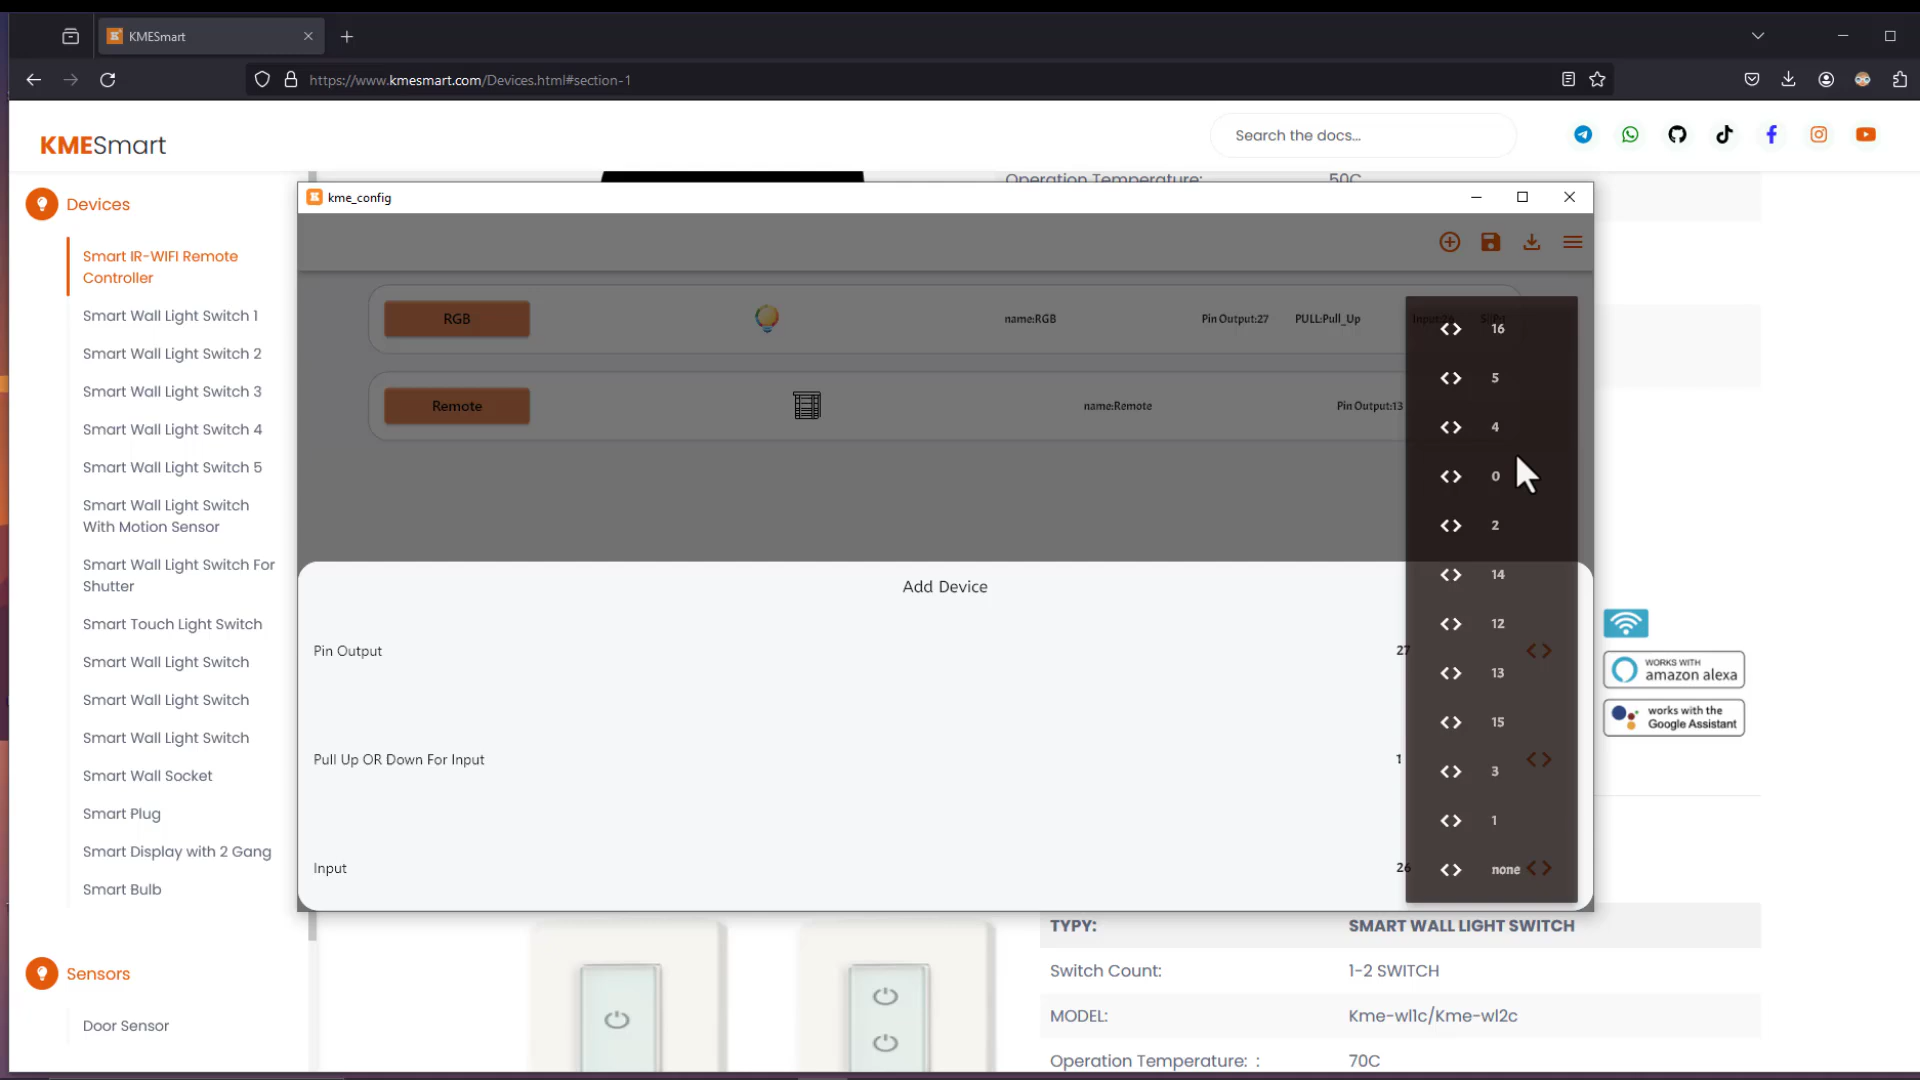 KMESmart
https://www.kmesmart.com/Devices.html#section-1
KMESmart
Search the docs...
Devices
Smart IR-WIFI Remote
Controller
Smart Wall Light Switch 1
Smart Wall Light Switch 2
Smart Wall Light Switch 3
Smart Wall Light Switch 4
Smart Wall Light Switch 5
Smart Wall Light Switch
With Motion Sensor
Smart Wall Light Switch For
Shutter
Smart Touch Light Switch
Smart Wall Light Switch
Smart Wall Light Switch
Smart Wall Light Switch
Smart Wall Socket
Smart Plug
Smart Display with 2 Gang
Smart Bulb
Sensors
Door Sensor
Operation Temperature: 50C
kme_config
RGB name:RGB Pin Output:27 PULL:Pull_Up
Remote name:Remote Pin Output:13
Add Device
Pin Output 27
Pull Up OR Down For Input 1
Input 26
16
5
4
0
2
14
12
13
15
3
1
none
WORKS WITH
amazon alexa
works with the
Google Assistant
TYPY: SMART WALL LIGHT SWITCH
Switch Count: 1-2 SWITCH
MODEL: Kme-wl1c/Kme-wl2c
Operation Temperature: : 70C